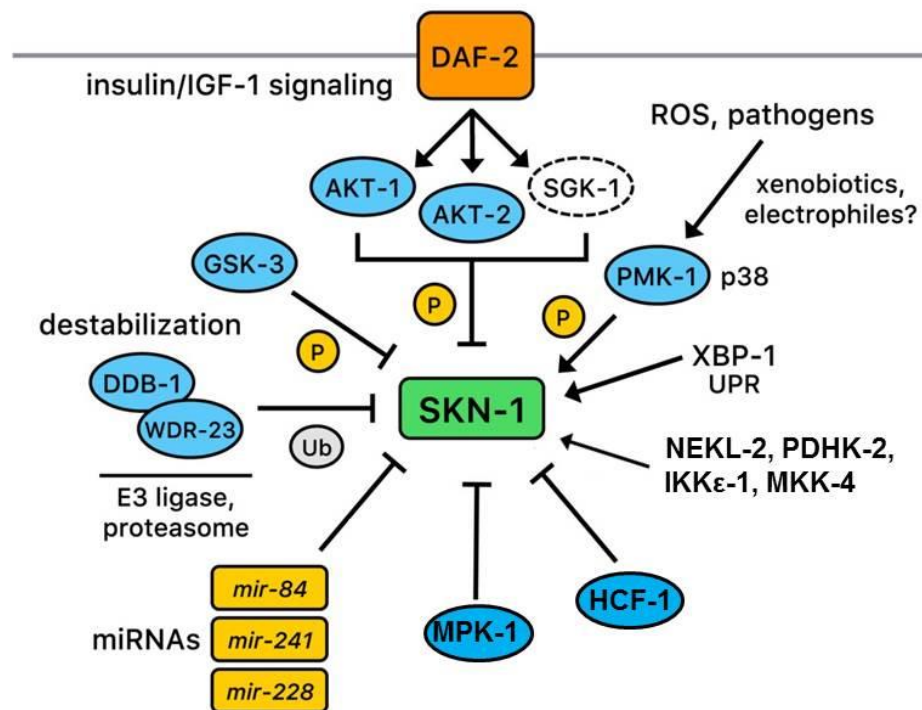 DAF-2
insulin/IGF-1 signaling
ROS, pathogens
AKT-1
AKT-2
SGK-1
xenobiotics,
electrophiles?
GSK-3
PMK-1
p38
P
P
P
destabilization
DDB-1
WDR-23
Ub
E3 ligase,
proteasome
SKN-1
XBP-1
UPR
NEKL-2, PDHK-2,
IKKε-1, MKK-4
miRNAs
mir-84
mir-241
mir-228
MPK-1
HCF-1